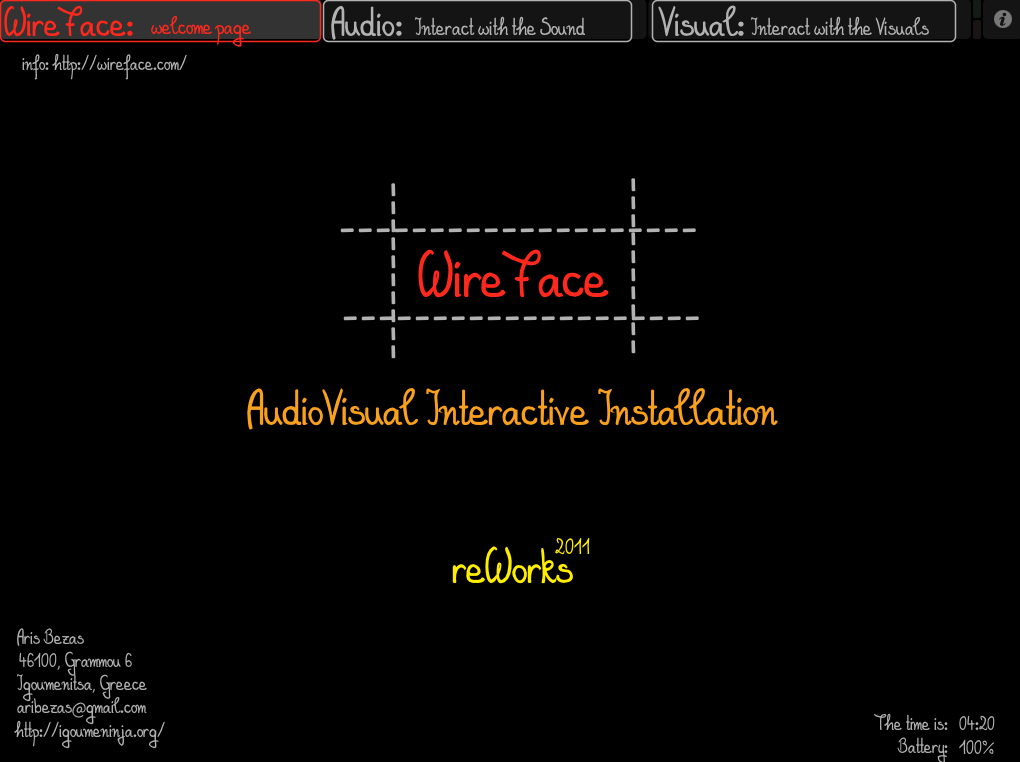 WireFace: welcome page
Audio: Interact with the Sound
Visual: Interact with the Visuals
i
info: http://wireface.com/
WireFace
AudioVisual Interactive Installation
reWorks 2011
Aris Bezas
46100, Grammou 6
Igoumenitsa, Greece
aribezas@gmail.com
http://igoumeninja.org/
The time is: 04:20
Battery: 100%